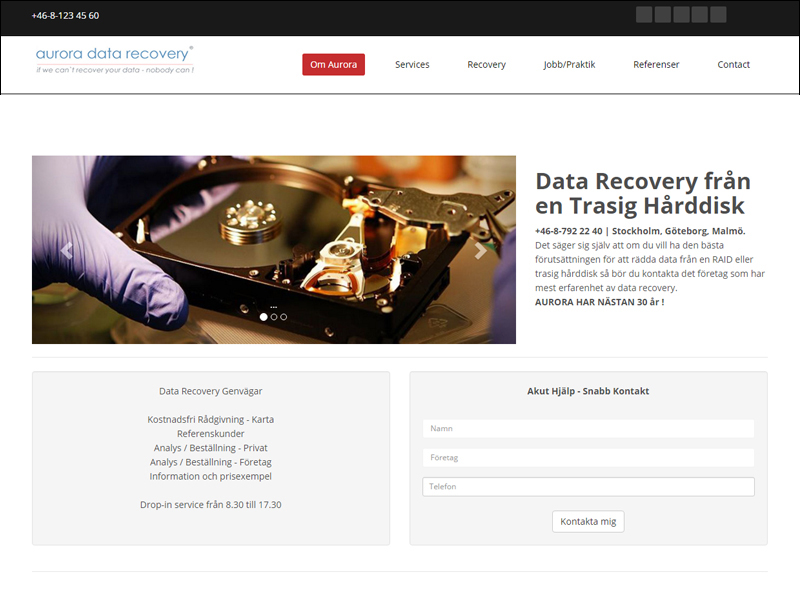 +46-8-123 45 60
aurora data recovery®
if we can´t recover your data - nobody can !
Om Aurora Services Recovery Jobb/Praktik Referenser Contact
Data Recovery från
en Trasig Hårddisk
+46-8-792 22 40 | Stockholm, Göteborg, Malmö.
Det säger sig självt att om du vill ha den bästa
förutsättningen för att rädda data från en RAID eller
trasig hårddisk så bör du kontakta det företag som har
mest erfarenhet av data recovery.
AURORA HAR NÄSTAN 30 år !
...
Data Recovery Genvägar
Kostnadsfri Rådgivning - Karta
Referenskunder
Analys / Beställning - Privat
Analys / Beställning - Företag
Information och prisexempel
Drop-in service från 8.30 till 17.30
Akut Hjälp - Snabb Kontakt
Namn
Företag
Telefon
Kontakta mig